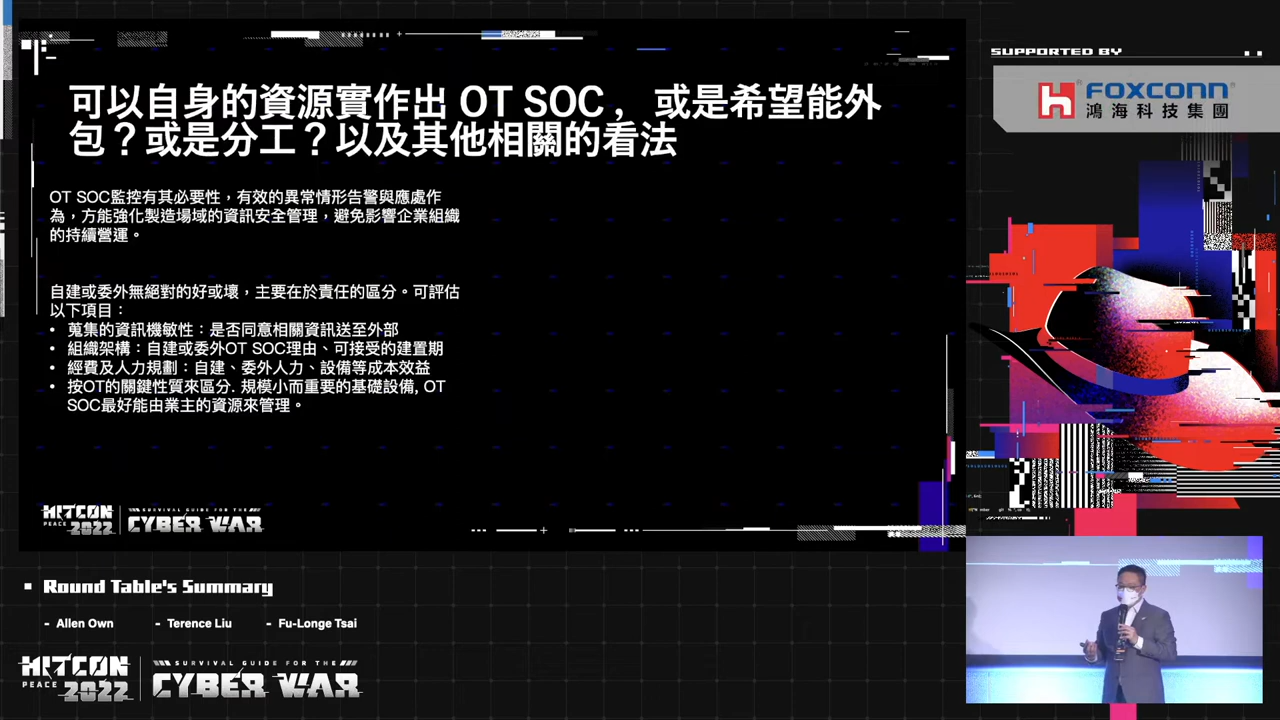 可以自身的資源實作出 OT SOC， 或是希望能外
包？或是分工？以及其他相關的看法
OT SOC監控有其必要性，有效的異常情形告警與應處作
為，方能強化製造場域的資訊安全管理，避免影響企業組織
的持續營運。
自建或委外無絕對的好或壞，主要在於責任的區分。可評估
以下項目：
• 蒐集的資訊機敏性：是否同意相關資訊送至外部
• 組織架構：自建或委外OT SOC理由、可接受的建置期
• 經費及人力規劃：自建、委外人力、設備等成本效益
• 按OT的關鍵性質來區分. 規模小而重要的基礎設備, OT
SOC最好能由業主的資源來管理。
HITCON
PEACE 2022
SURVIVAL GUIDE FOR THE
CYBER WAR
SUPPORTED BY
FOXCONN®
鴻海科技集團
Round Table's Summary
- Allen Own - Terence Liu - Fu-Longe Tsai
HITCON
PEACE 2022
SURVIVAL GUIDE FOR THE
CYBER WAR